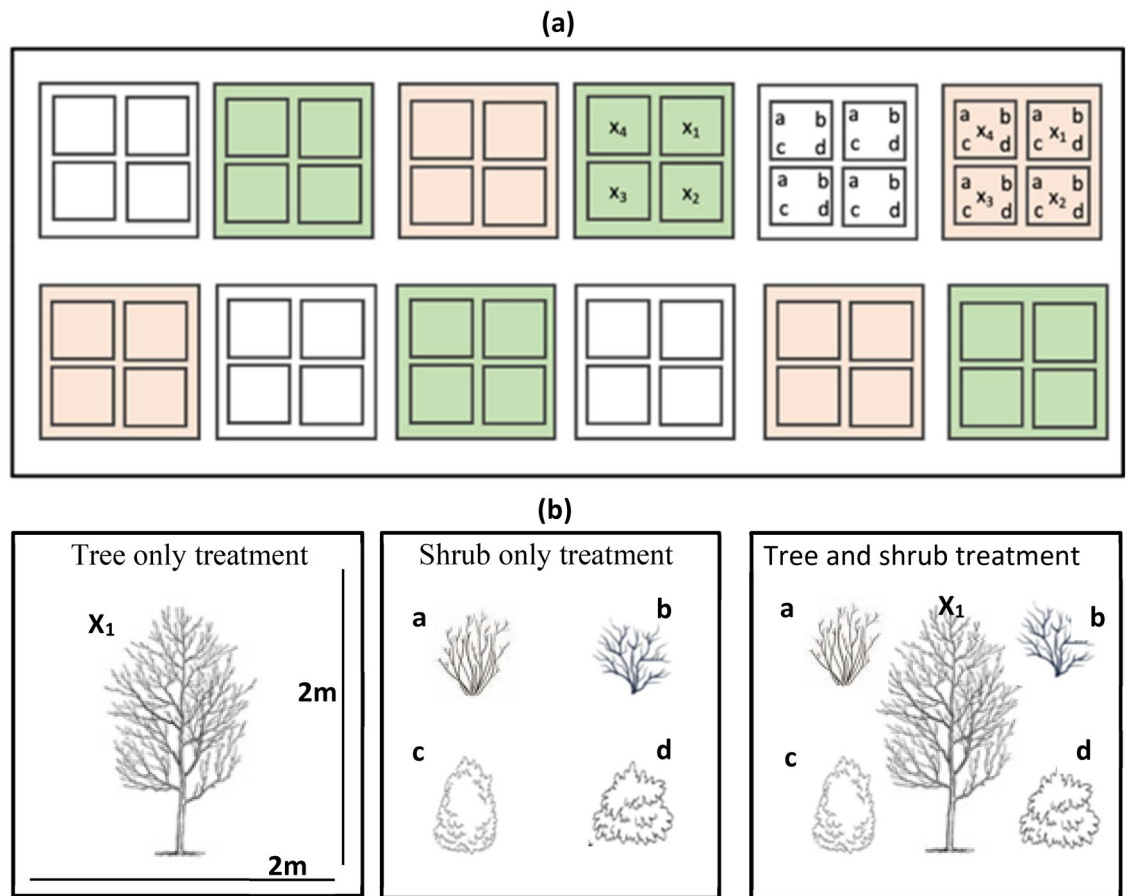 (a)
x4 x1
x3 x2
a b a b
c d c d
a b a b
c d c d
a b a b
x4 x1
c d c d
a b a b
x3 x2
c d c d
(b)
Tree only treatment
X1
2m
2m
Shrub only treatment
a b
c d
Tree and shrub treatment
a X1 b
c d